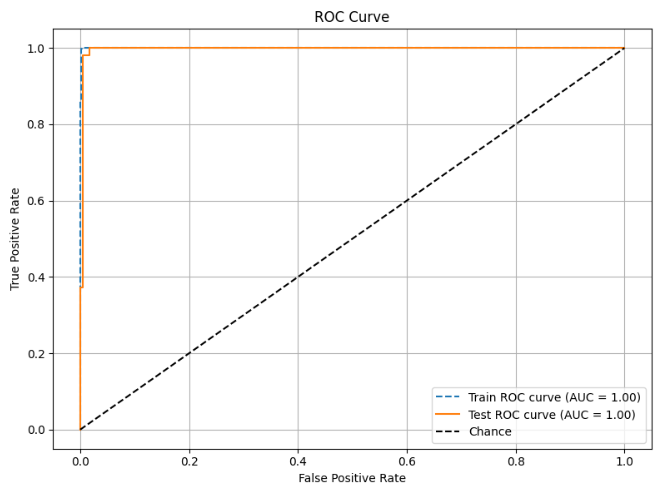 ROC Curve
1.0
0.8
0.6
0.4
0.2
0.0
True Positive Rate
0.0 0.2 0.4 0.6 0.8 1.0
False Positive Rate
Train ROC curve (AUC = 1.00)
Test ROC curve (AUC = 1.00)
Chance